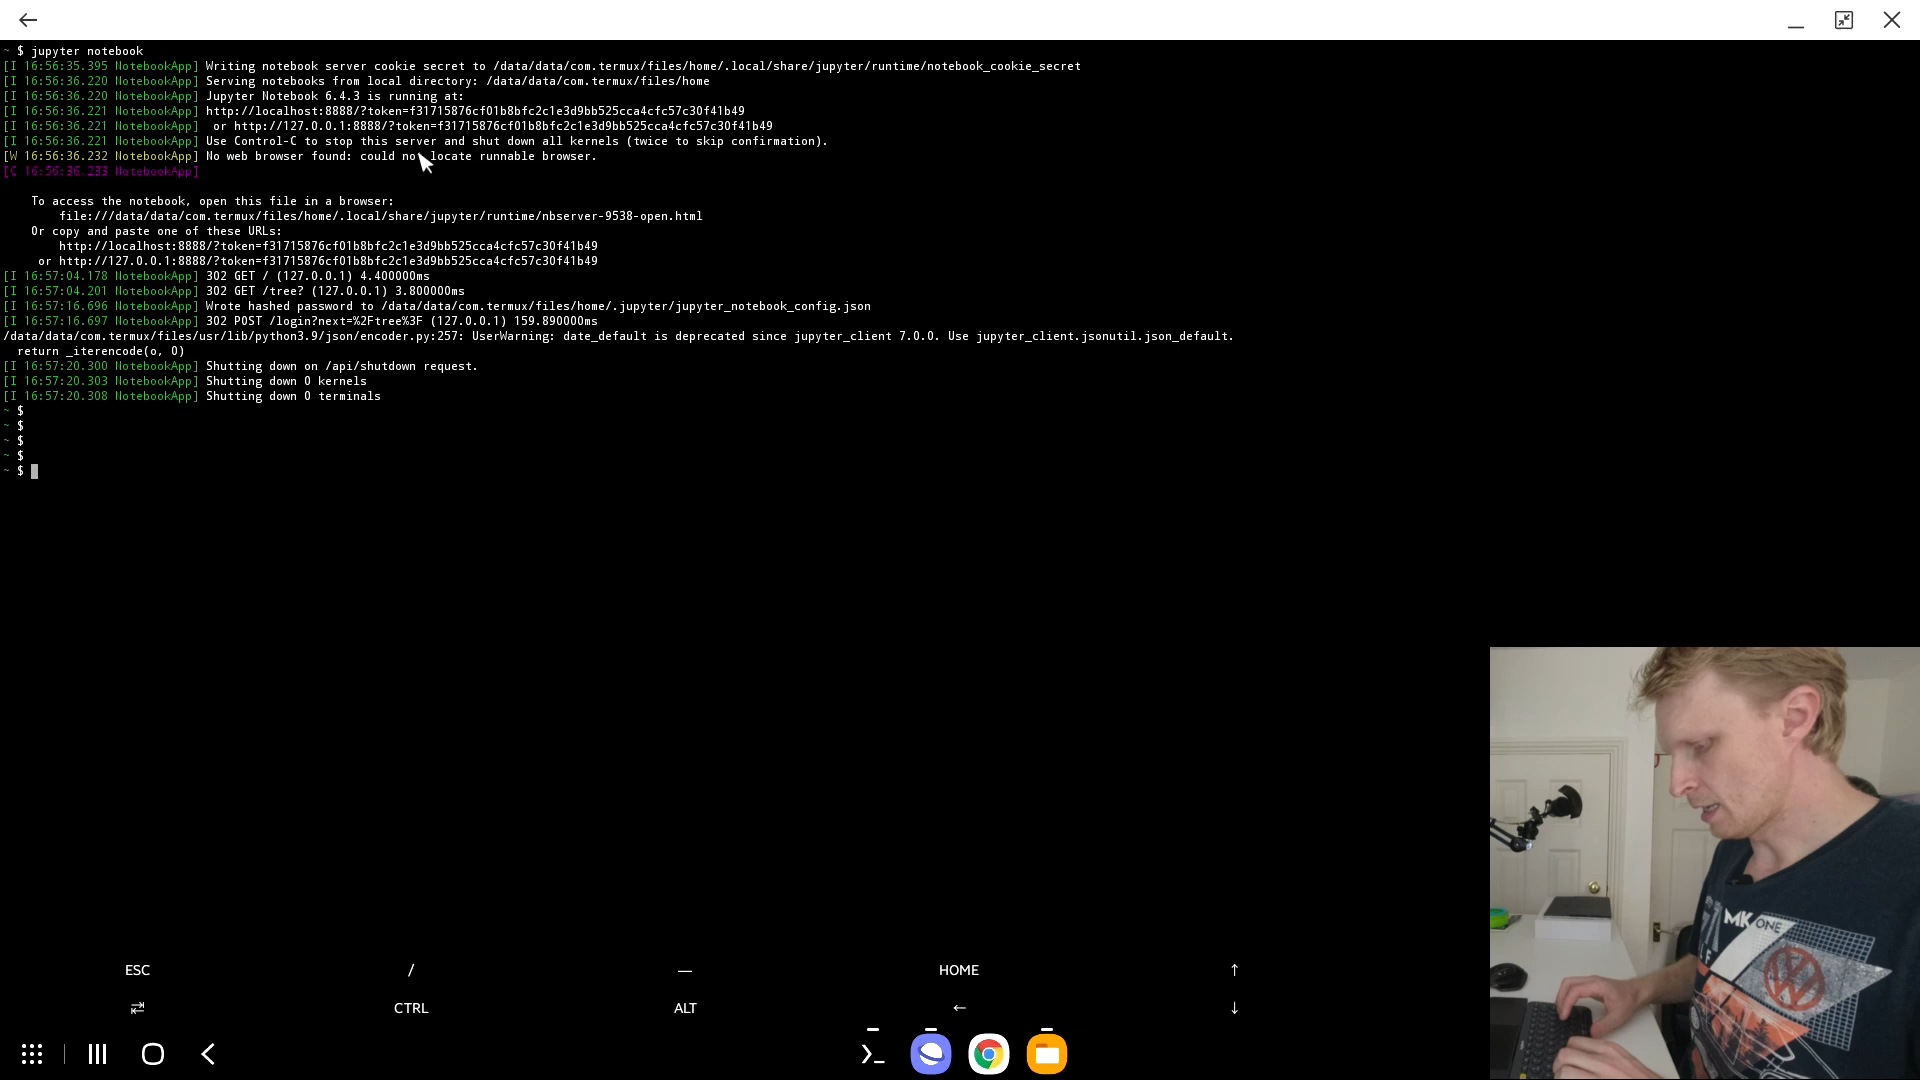 ~ $ jupyter notebook
[I 16:56:35.395 NotebookApp] Writing notebook server cookie secret to /data/data/com.termux/files/home/.local/share/jupyter/runtime/notebook_cookie_secret
[I 16:56:36.220 NotebookApp] Serving notebooks from local directory: /data/data/com.termux/files/home
[I 16:56:36.220 NotebookApp] Jupyter Notebook 6.4.3 is running at:
[I 16:56:36.221 NotebookApp] http://localhost:8888/?token=f31715876cf01b8bfc2c1e3d9bb525cca4cfc57c30f41b49
[I 16:56:36.221 NotebookApp]  or http://127.0.0.1:8888/?token=f31715876cf01b8bfc2c1e3d9bb525cca4cfc57c30f41b49
[I 16:56:36.221 NotebookApp] Use Control-C to stop this server and shut down all kernels (twice to skip confirmation).
[W 16:56:36.232 NotebookApp] No web browser found: could not locate runnable browser.
[C 16:56:36.233 NotebookApp]
To access the notebook, open this file in a browser:
file:///data/data/com.termux/files/home/.local/share/jupyter/runtime/nbserver-9538-open.html
Or copy and paste one of these URLs:
http://localhost:8888/?token=f31715876cf01b8bfc2c1e3d9bb525cca4cfc57c30f41b49
or http://127.0.0.1:8888/?token=f31715876cf01b8bfc2c1e3d9bb525cca4cfc57c30f41b49
[I 16:57:04.178 NotebookApp] 302 GET / (127.0.0.1) 4.400000ms
[I 16:57:04.201 NotebookApp] 302 GET /tree? (127.0.0.1) 3.800000ms
[I 16:57:16.696 NotebookApp] Wrote hashed password to /data/data/com.termux/files/home/.jupyter/jupyter_notebook_config.json
[I 16:57:16.697 NotebookApp] 302 POST /login?next=%2Ftree%3F (127.0.0.1) 159.890000ms
/data/data/com.termux/files/usr/lib/python3.9/json/encoder.py:257: UserWarning: date_default is deprecated since jupyter_client 7.0.0. Use jupyter_client.jsonutil.json_default.
return _iterencode(o, 0)
[I 16:57:20.300 NotebookApp] Shutting down on /api/shutdown request.
[I 16:57:20.303 NotebookApp] Shutting down 0 kernels
[I 16:57:20.308 NotebookApp] Shutting down 0 terminals
~ $
~ $
~ $
~ $
~ $
ESC / — HOME ↑
⇄ CTRL ALT ← ↓
MK ONE